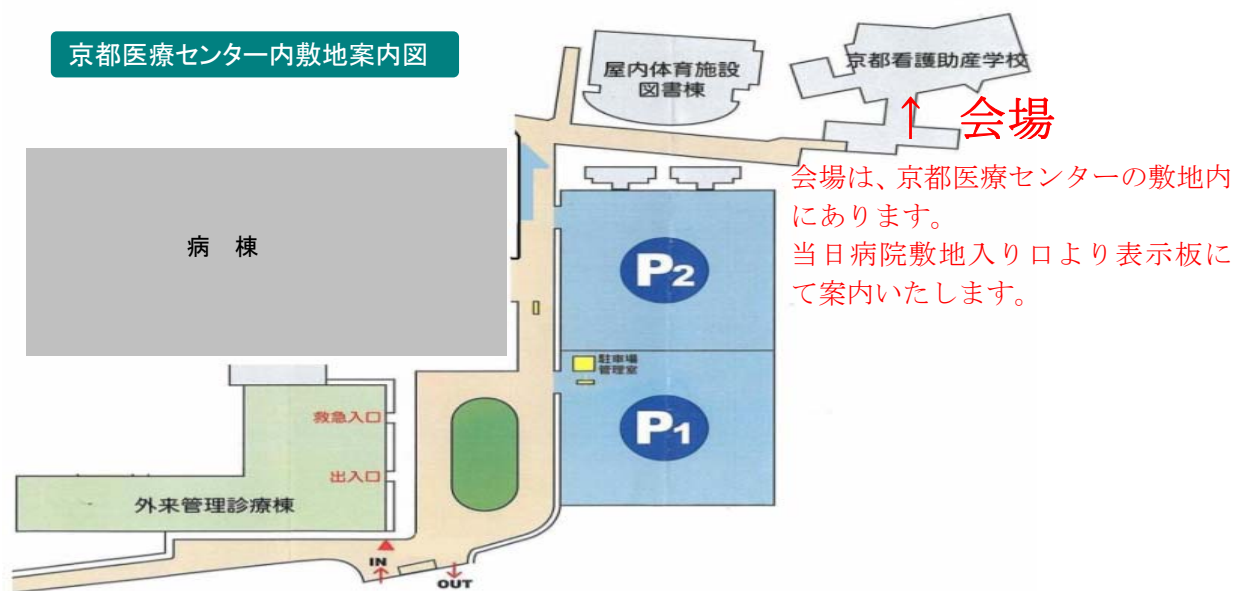 京都医療センター内敷地案内図
屋内体育施設
図書棟
京都看護助産学校
↑ 会場
会場は、京都医療センターの敷地内
にあります。
当日病院敷地入り口より表示板に
て案内いたします。
病 棟
P2
駐車場
管理室
P1
救急入口
出入口
外来管理診療棟
IN
OUT